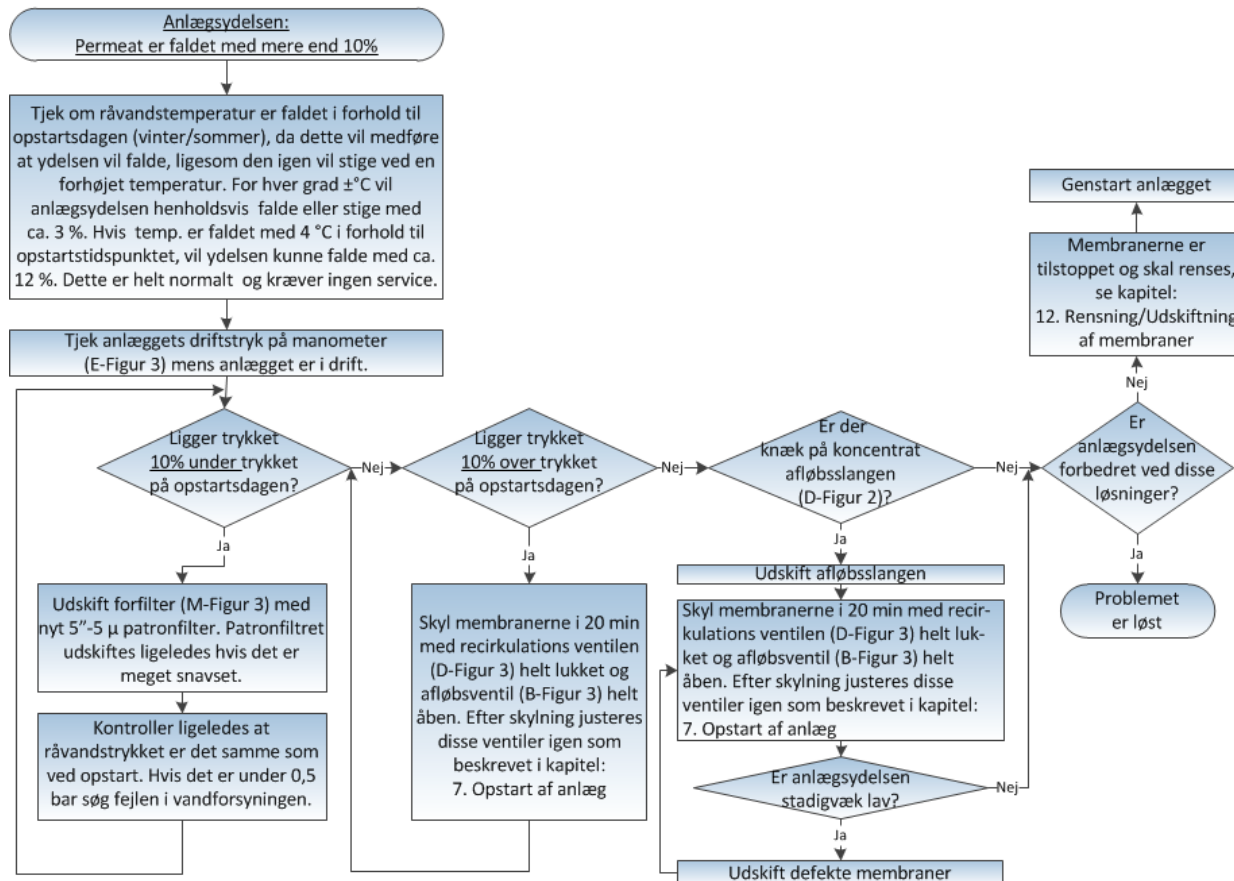 Anlægsydelsen:
Permeat er faldet med mere end 10%
Tjek om råvandstemperatur er faldet i forhold til
opstartsdagen (vinter/sommer), da dette vil medføre
at ydelsen vil falde, ligesom den igen vil stige ved en
forhøjet temperatur. For hver grad ±°C vil
anlægsydelsen henholdsvis falde eller stige med
ca. 3 %. Hvis temp. er faldet med 4 °C i forhold til
opstartstidspunktet, vil ydelsen kunne falde med ca.
12 %. Dette er helt normalt og kræver ingen service.
Tjek anlæggets driftstryk på manometer
(E-Figur 3) mens anlægget er i drift.
Ligger trykket
10% under trykket
på opstartsdagen?
Nej
Ja
Udskift forfilter (M-Figur 3) med
nyt 5”-5 µ patronfilter. Patronfiltret
udskiftes ligeledes hvis det er
meget snavset.
Kontroller ligeledes at
råvandstrykket er det samme som
ved opstart. Hvis det er under 0,5
bar søg fejlen i vandforsyningen.
Ligger trykket
10% over trykket
på opstartsdagen?
Nej
Ja
Skyl membranerne i 20 min
med recirkulations ventilen
(D-Figur 3) helt lukket og
afløbsventil (B-Figur 3) helt
åben. Efter skylning justeres
disse ventiler igen som
beskrevet i kapitel:
7. Opstart af anlæg
Er der
knæk på koncentrat
afløbsslangen
(D-Figur 2)?
Nej
Ja
Udskift afløbsslangen
Skyl membranerne i 20 min med recir-
kulations ventilen (D-Figur 3) helt luk-
ket og afløbsventil (B-Figur 3) helt
åben. Efter skylning justeres disse
ventiler igen som beskrevet i kapitel:
7. Opstart af anlæg
Er anlægsydelsen
stadigvæk lav?
Nej
Ja
Udskift defekte membraner
Genstart anlægget
Membranerne er
tilstoppet og skal renses,
se kapitel:
12. Rensning/Udskiftning
af membraner
Nej
Er
anlægsydelsen
forbedret ved disse
løsninger?
Ja
Problemet
er løst